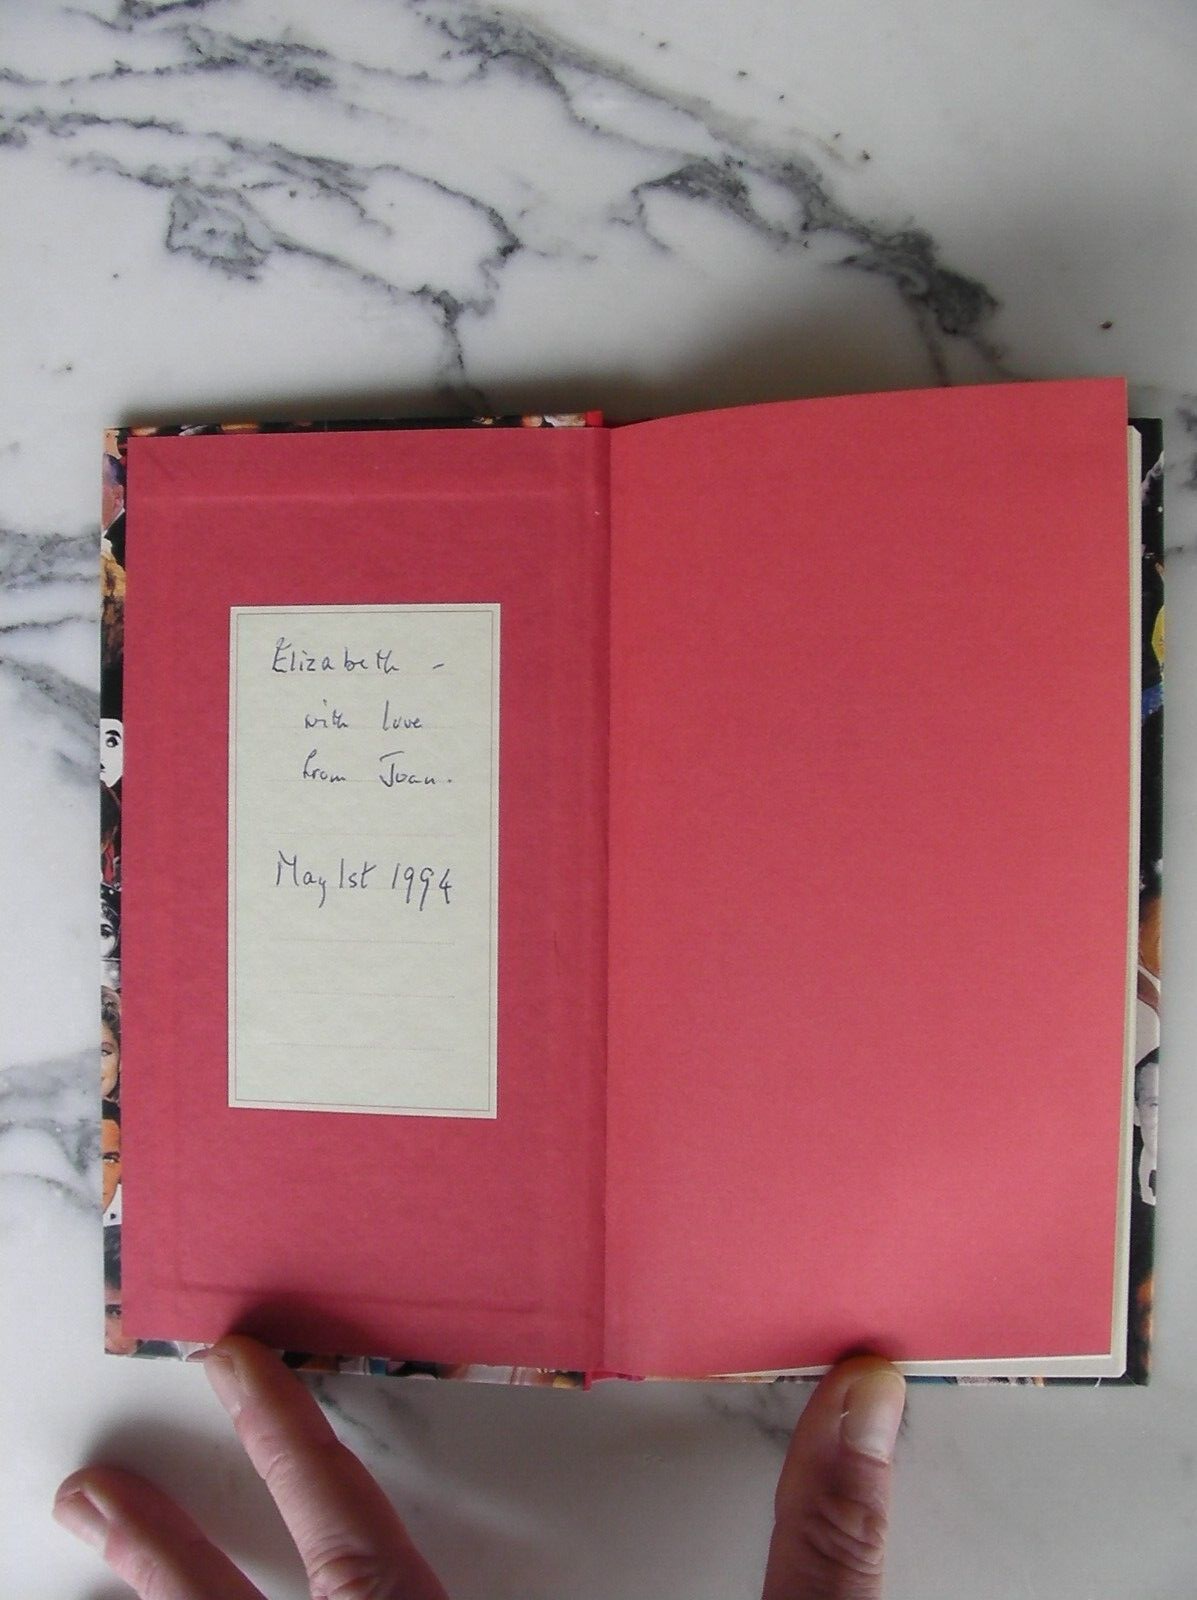 Elizabeth -
with love
from Joan.
May 1st 1994